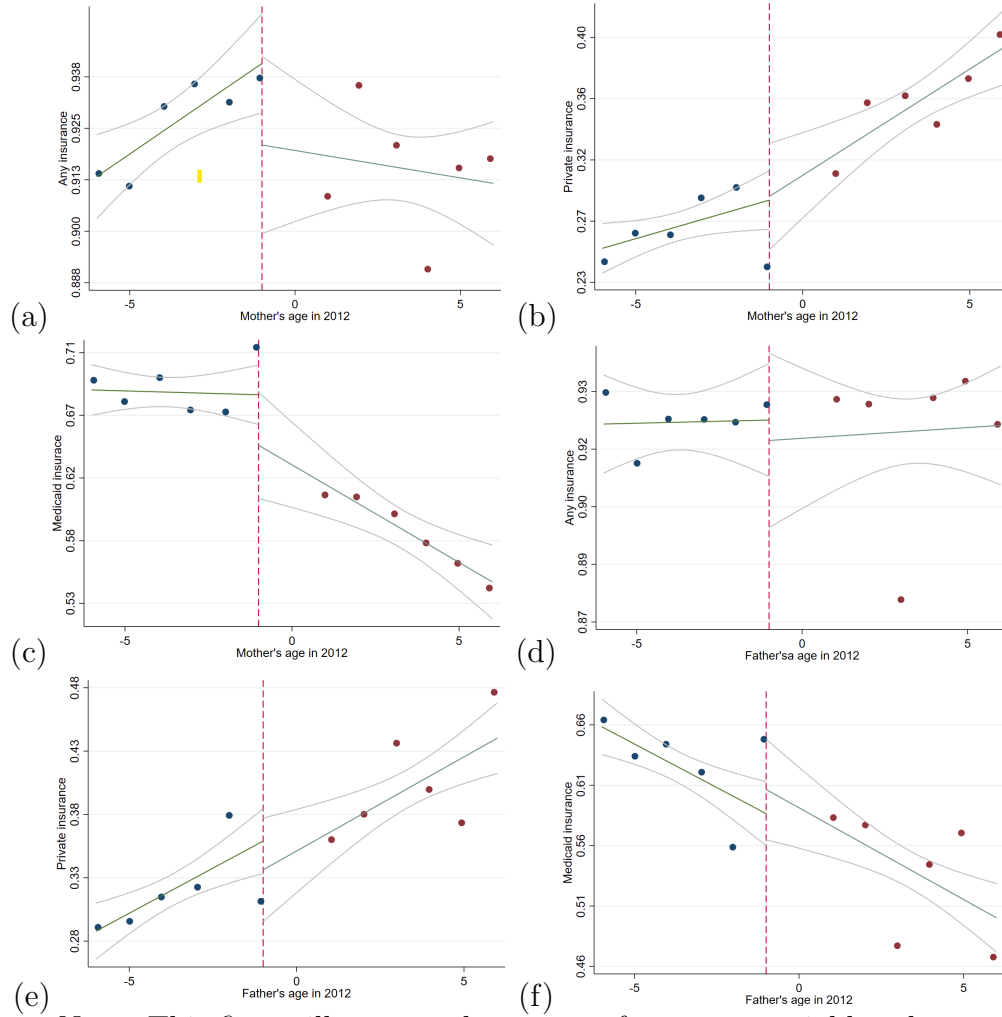 0.938
0.925
0.913
0.900
0.888
Any insurance
-5 0 5
Mother's age in 2012
(a)
0.40
0.36
0.32
0.27
0.23
Private insurance
-5 0 5
Mother's age in 2012
(b)
0.71
0.67
0.62
0.58
0.53
Medicaid insurace
-5 0 5
Mother's age in 2012
(c)
0.93
0.92
0.90
0.89
0.87
Any insurance
-5 0 5
Father'sa age in 2012
(d)
0.48
0.43
0.38
0.33
0.28
Private insurance
-5 0 5
Father's age in 2012
(e)
0.66
0.61
0.56
0.51
0.46
Medicaid insurance
-5 0 5
Father's age in 2012
(f)